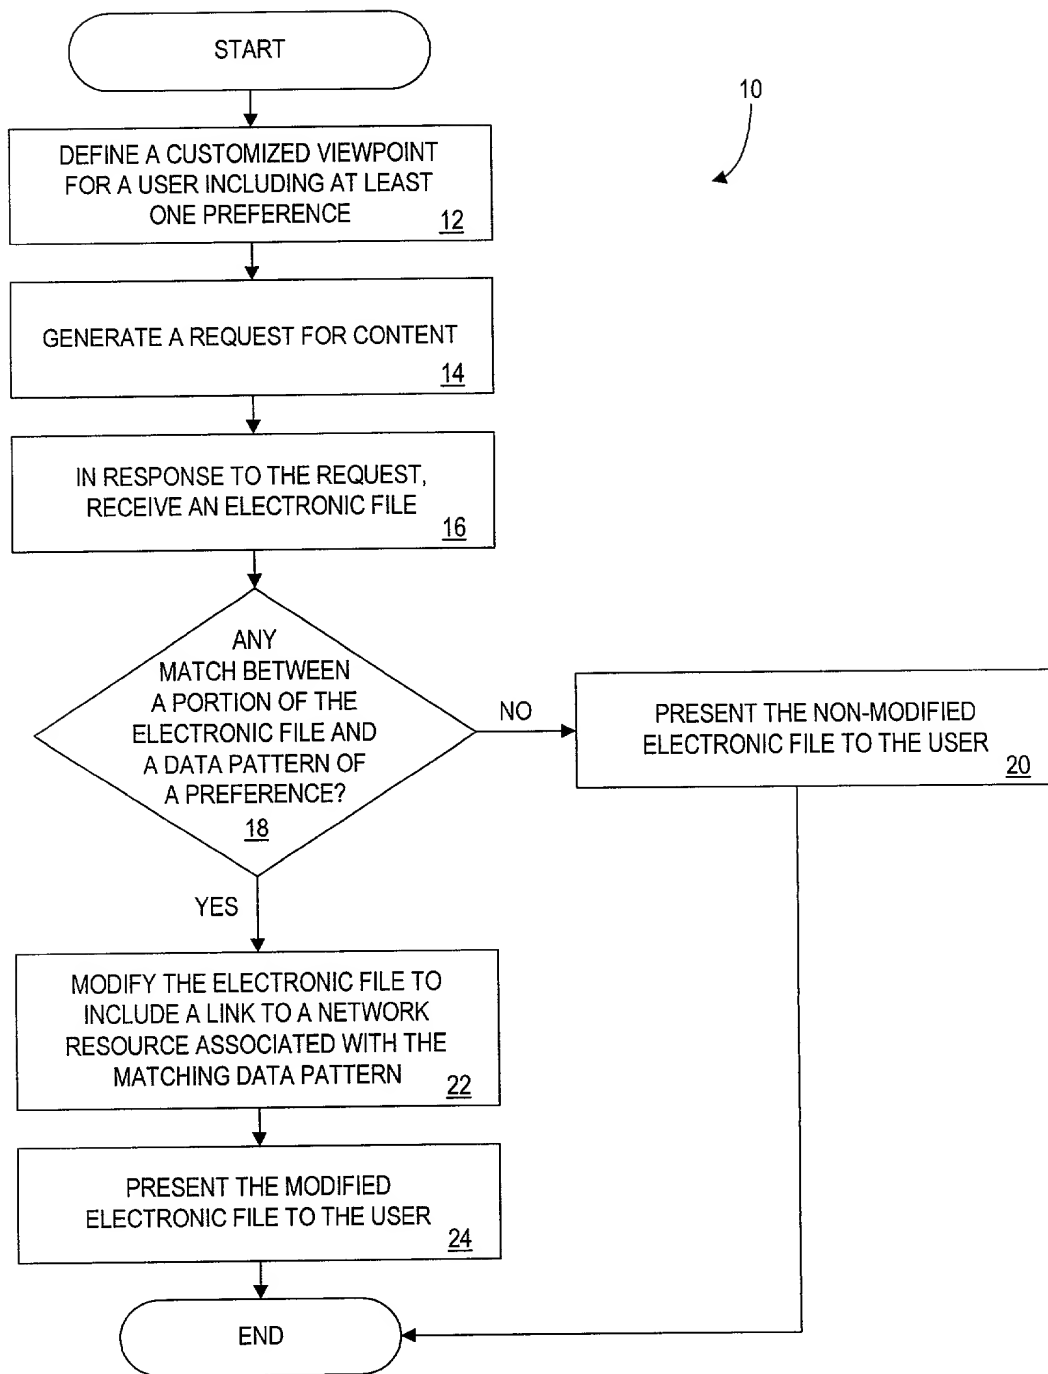 START
10
DEFINE A CUSTOMIZED VIEWPOINT
FOR A USER INCLUDING AT LEAST
ONE PREFERENCE
12
GENERATE A REQUEST FOR CONTENT
14
IN RESPONSE TO THE REQUEST,
RECEIVE AN ELECTRONIC FILE
16
ANY
MATCH BETWEEN
A PORTION OF THE
ELECTRONIC FILE AND
A DATA PATTERN OF
A PREFERENCE?
18
NO
PRESENT THE NON-MODIFIED
ELECTRONIC FILE TO THE USER
20
YES
MODIFY THE ELECTRONIC FILE TO
INCLUDE A LINK TO A NETWORK
RESOURCE ASSOCIATED WITH THE
MATCHING DATA PATTERN
22
PRESENT THE MODIFIED
ELECTRONIC FILE TO THE USER
24
END